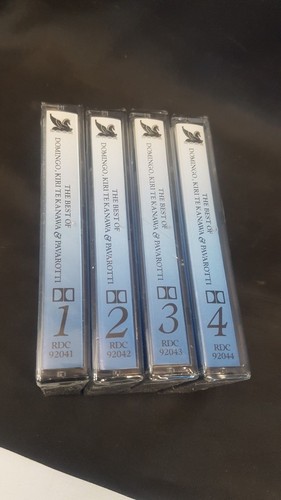 THE BEST OF
DOMINGO, KIRI TE KANAWA & PAVAROTTI
1
RDC
92041
THE BEST OF
DOMINGO, KIRI TE KANAWA & PAVAROTTI
2
RDC
92042
THE BEST OF
DOMINGO, KIRI TE KANAWA & PAVAROTTI
3
RDC
92043
THE BEST OF
DOMINGO, KIRI TE KANAWA & PAVAROTTI
4
RDC
92044